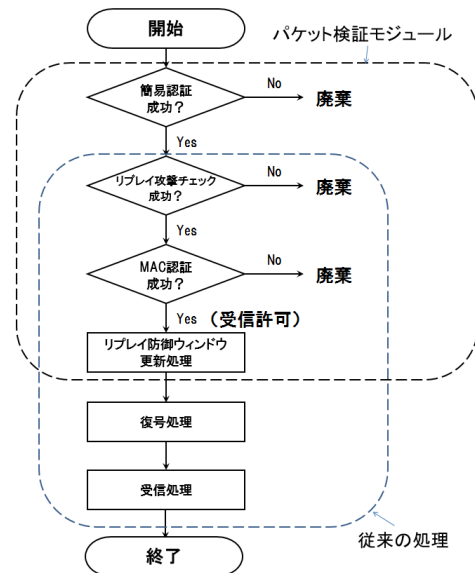 開始
パケット検証モジュール
簡易認証
成功？
No
廃棄
Yes
リプレイ攻撃チェック
成功？
No
廃棄
Yes
MAC認証
成功？
No
廃棄
Yes （受信許可）
リプレイ防御ウィンドウ
更新処理
復号処理
受信処理
従来の処理
終了